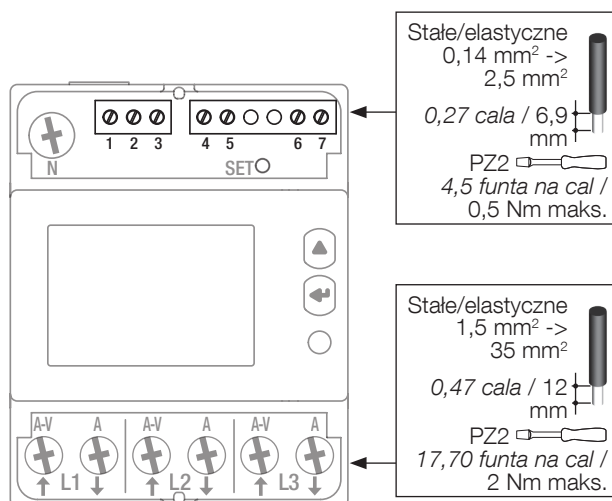 Stałe/elastyczne
0,14 mm² ->
2,5 mm²
0,27 cala / 6,9
mm
PZ2
4,5 funta na cal /
0,5 Nm maks.
1 2 3 4 5 6 7
N
SET
Stałe/elastyczne
1,5 mm² ->
35 mm²
0,47 cala / 12
mm
PZ2
17,70 funta na cal /
2 Nm maks.
A-V A A-V A A-V A
L1 L2 L3